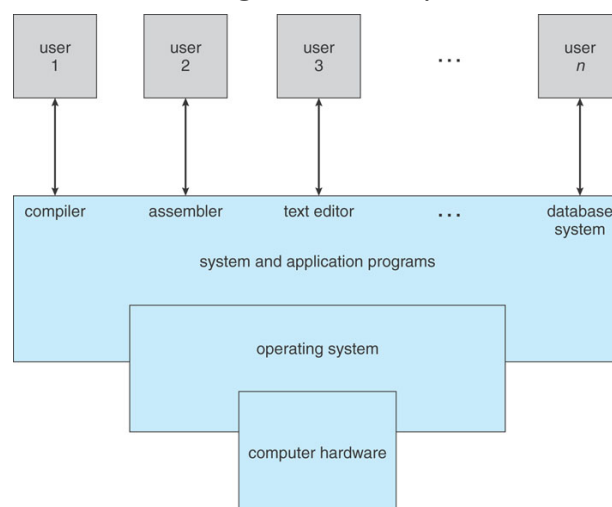 user
1
user
2
user
3
...
user
n
compiler
assembler
text editor
...
database
system
system and application programs
operating system
computer hardware